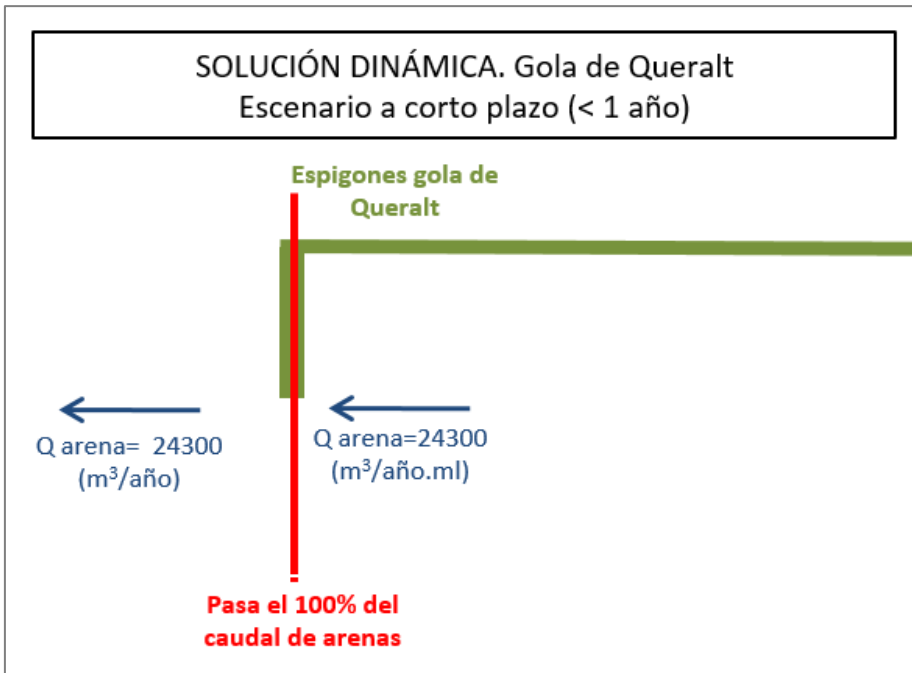 SOLUCIÓN DINÁMICA. Gola de Queralt
Escenario a corto plazo (< 1 año)
Espigones gola de
Queralt
Q arena= 24300
(m³/año)
Q arena=24300
(m³/año.ml)
Pasa el 100% del
caudal de arenas